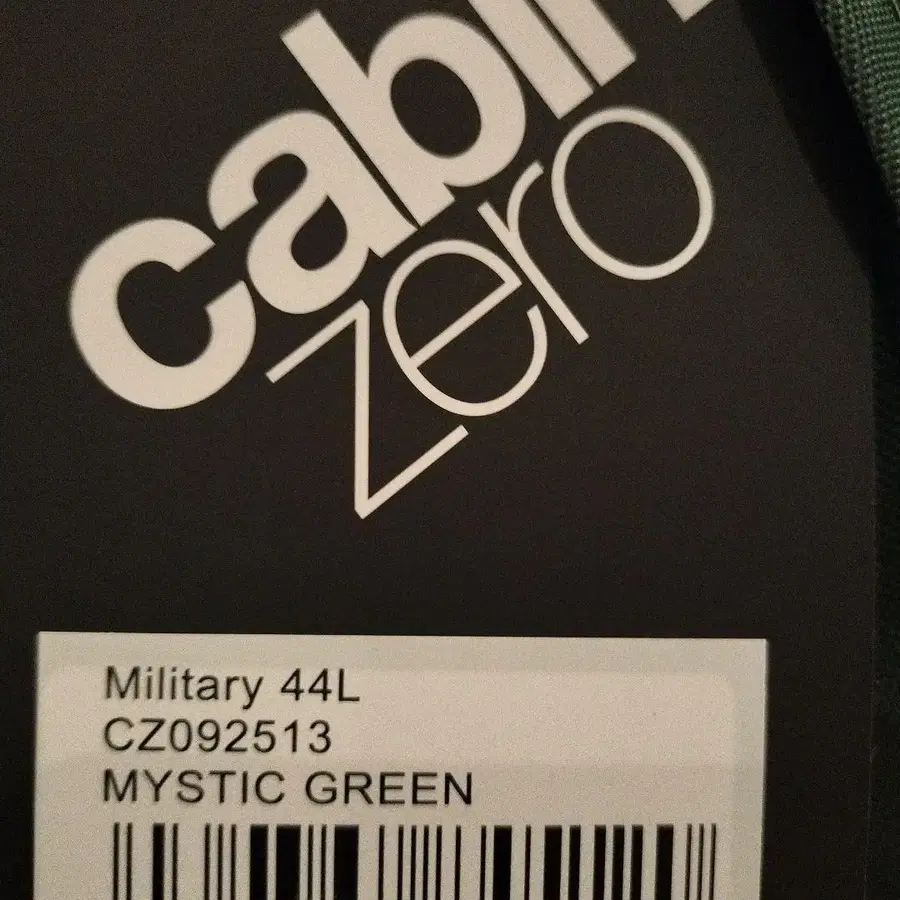 cabin
zero
Military 44L
CZ092513
MYSTIC GREEN